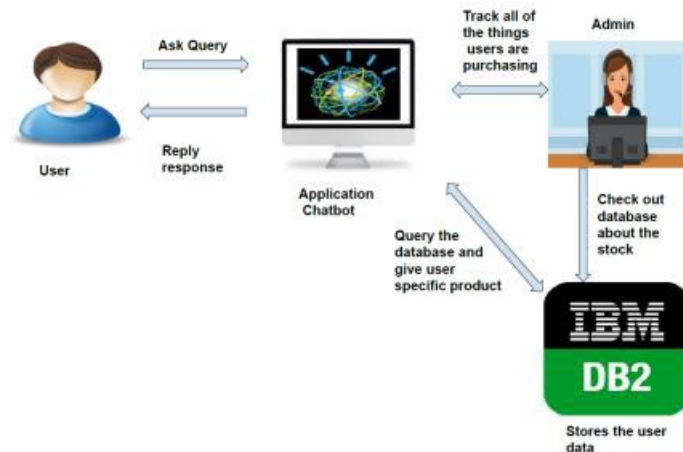 Ask Query
Reply
response
User
Application
Chatbot
Track all of
the things
users are
purchasing
Admin
Check out
database
about the
stock
Query the
database and
give user
specific product
IBM
DB2
Stores the user
data